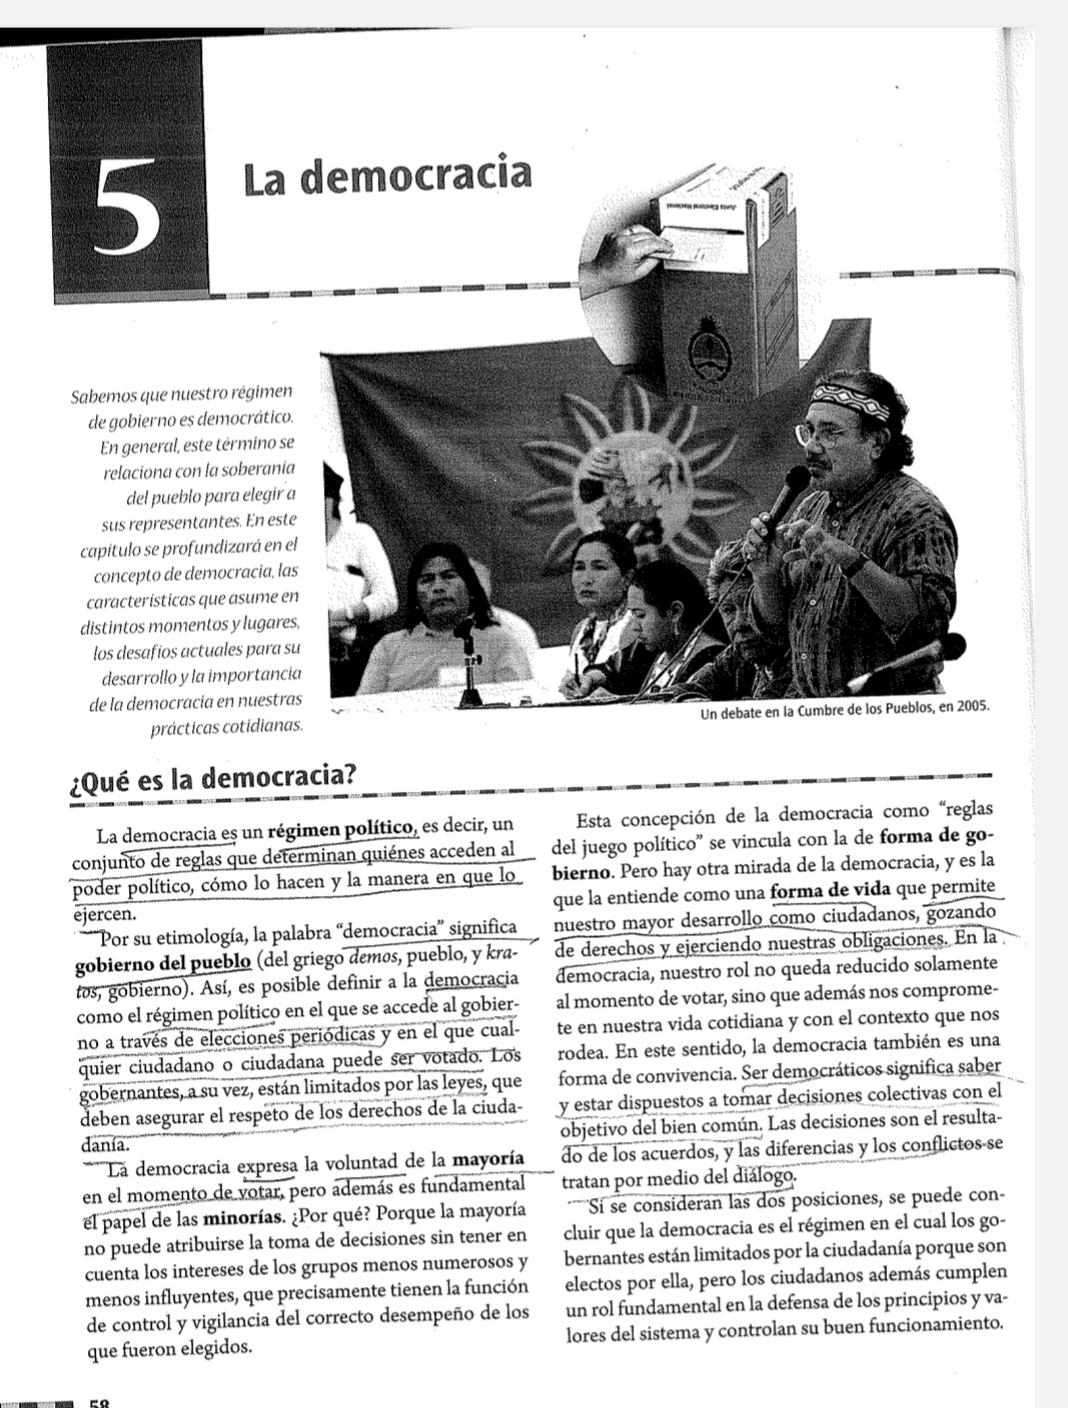 5
La democracia
Junta Electoral Nacional
Sabemos que nuestro régimen
de gobierno es democrático.
En general, este término se
relaciona con la soberanía
del pueblo para elegir a
sus representantes. En este
capítulo se profundizará en el
concepto de democracia, las
características que asume en
distintos momentos y lugares,
los desafíos actuales para su
desarrollo y la importancia
de la democracia en nuestras
prácticas cotidianas.
Un debate en la Cumbre de los Pueblos, en 2005.
¿Qué es la democracia?
La democracia es un régimen político, es decir, un
conjunto de reglas que determinan quiénes acceden al
poder político, cómo lo hacen y la manera en que lo
ejercen.
Por su etimología, la palabra “democracia” significa
gobierno del pueblo (del griego demos, pueblo, y kra-
tos, gobierno). Así, es posible definir a la democracia
como el régimen político en el que se accede al gobier-
no a través de elecciones periódicas y en el que cual-
quier ciudadano o ciudadana puede ser votado. Los
gobernantes, a su vez, están limitados por las leyes, que
deben asegurar el respeto de los derechos de la ciuda-
danía.
La democracia expresa la voluntad de la mayoría
en el momento de votar, pero además es fundamental
el papel de las minorías. ¿Por qué? Porque la mayoría
no puede atribuirse la toma de decisiones sin tener en
cuenta los intereses de los grupos menos numerosos y
menos influyentes, que precisamente tienen la función
de control y vigilancia del correcto desempeño de los
que fueron elegidos.
Esta concepción de la democracia como “reglas
del juego político” se vincula con la de forma de go-
bierno. Pero hay otra mirada de la democracia, y es la
que la entiende como una forma de vida que permite
nuestro mayor desarrollo como ciudadanos, gozando
de derechos y ejerciendo nuestras obligaciones. En la
democracia, nuestro rol no queda reducido solamente
al momento de votar, sino que además nos comprome-
te en nuestra vida cotidiana y con el contexto que nos
rodea. En este sentido, la democracia también es una
forma de convivencia. Ser democráticos significa saber
y estar dispuestos a tomar decisiones colectivas con el
objetivo del bien común. Las decisiones son el resulta-
do de los acuerdos, y las diferencias y los conflictos se
tratan por medio del diálogo.
Si se consideran las dos posiciones, se puede con-
cluir que la democracia es el régimen en el cual los go-
bernantes están limitados por la ciudadanía porque son
electos por ella, pero los ciudadanos además cumplen
un rol fundamental en la defensa de los principios y va-
lores del sistema y controlan su buen funcionamiento.
58